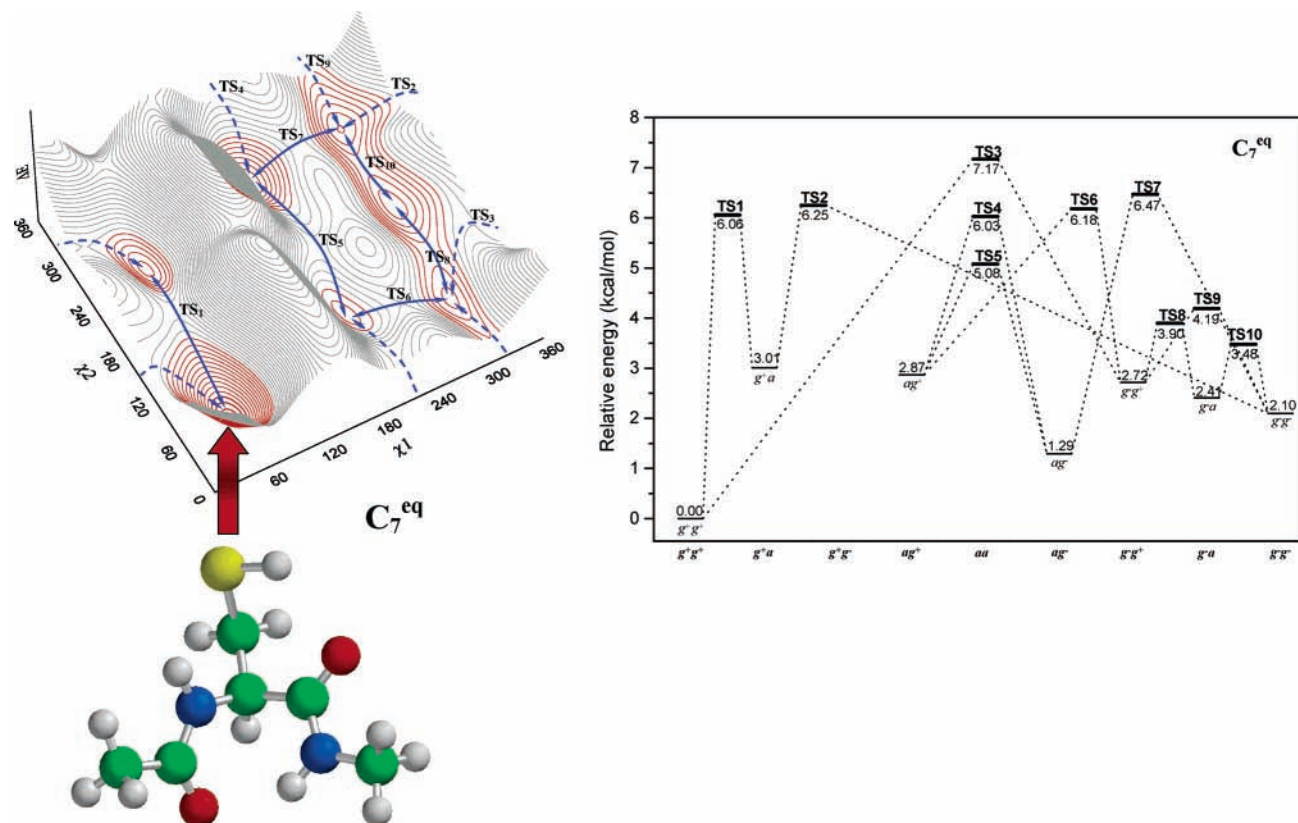 TS₉
TS₄
TS₂
TS₇
TS₁₀
TS₃
TS₅
TS₈
TS₆
TS₁
360
300
240
180
120
60
0
χ2
60
120
180
240
300
360
χ1
C₇ᵉᑫ
C₇ᵉᑫ
Relative energy (kcal/mol)
8
7
6
5
4
3
2
1
0
TS3
7.17
TS1
6.06
TS2
6.25
TS4
6.03
TS5
5.08
TS6
6.18
TS7
6.47
TS8
3.90
TS9
4.19
TS10
3.48
3.01
g⁺a
2.87
ag⁺
2.72
g⁻g⁺
2.41
g⁻a
2.10
g⁻g⁻
1.29
ag⁻
0.00
g⁺g⁺
g⁺g⁺ g⁺a g⁺g⁻ ag⁺ aa ag⁻ g⁻g⁺ g⁻a g⁻g⁻